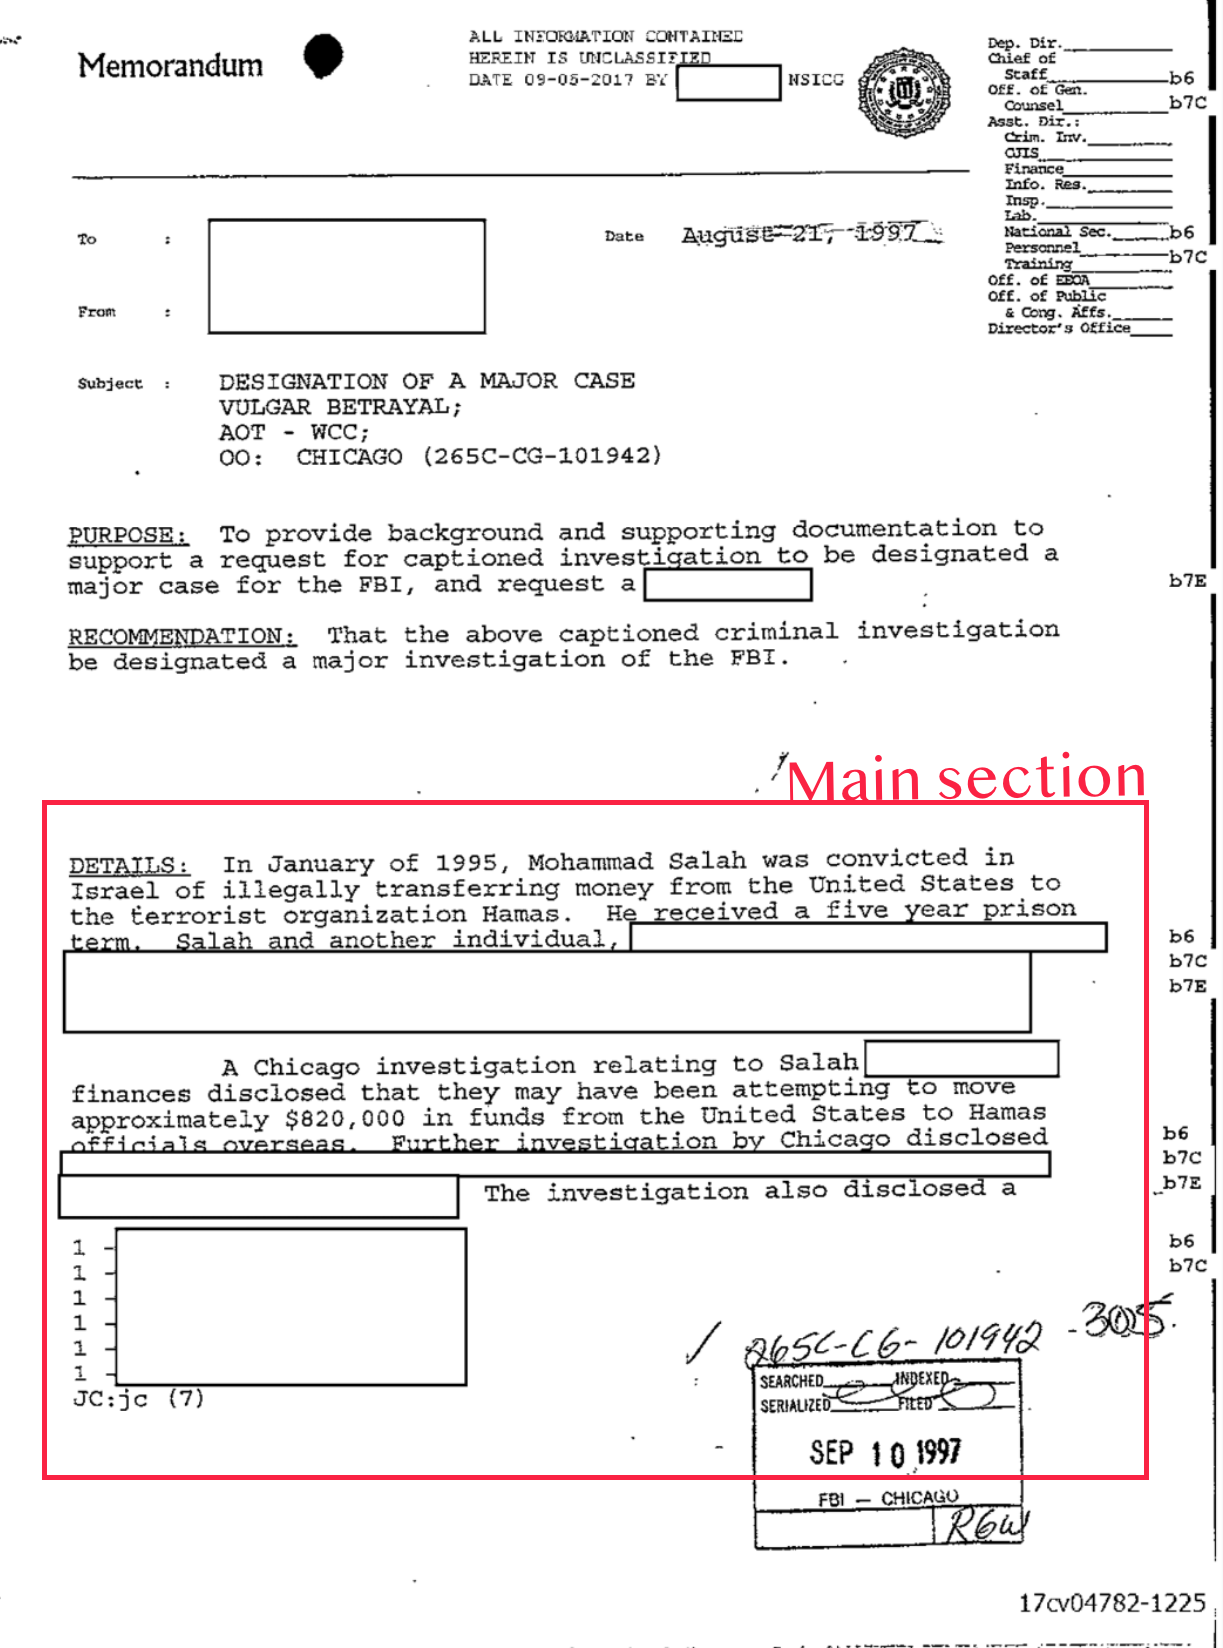 Memorandum
ALL INFORMATION CONTAINED
HEREIN IS UNCLASSIFIED
DATE 09-06-2017 BY NSICG
Dep. Dir.
Chief of
Staff
Off. of Gen.
Counsel
Asst. Dir.:
Crim. Inv.
CJIS
Finance
Info. Res.
Insp.
Lab.
National Sec.
Personnel
Training
Off. of EEOA
Off. of Public
& Cong. Affs.
Director's Office
b6
b7C
b6
b7C
To :
Date August 21, 1997
From :
Subject : DESIGNATION OF A MAJOR CASE
VULGAR BETRAYAL;
AOT - WCC;
OO: CHICAGO (265C-CG-101942)
PURPOSE: To provide background and supporting documentation to
support a request for captioned investigation to be designated a
major case for the FBI, and request a
b7E
RECOMMENDATION: That the above captioned criminal investigation
be designated a major investigation of the FBI.
Main section
DETAILS: In January of 1995, Mohammad Salah was convicted in
Israel of illegally transferring money from the United States to
the terrorist organization Hamas. He received a five year prison
term. Salah and another individual,
b6
b7C
b7E
A Chicago investigation relating to Salah
finances disclosed that they may have been attempting to move
approximately $820,000 in funds from the United States to Hamas
officials overseas. Further investigation by Chicago disclosed
b6
b7C
b7E
The investigation also disclosed a
1 -
1 -
1 -
1 -
1 -
1 -
b6
b7C
JC:jc (7)
265C-CG-101942 -305
SEARCHED INDEXED
SERIALIZED FILED
SEP 10 1997
FBI — CHICAGO
RGW
17cv04782-1225